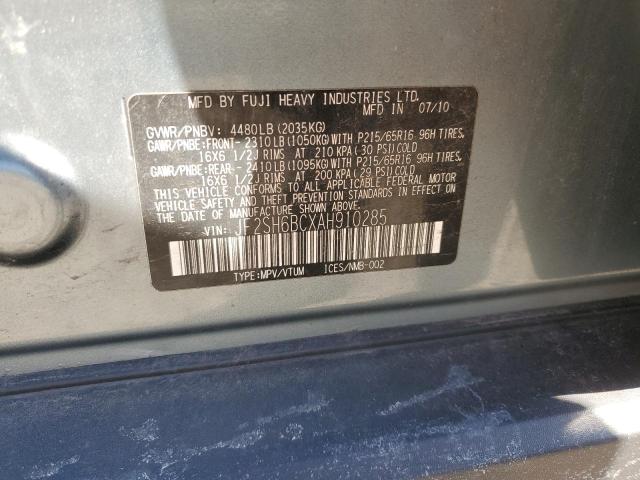 MFD BY FUJI HEAVY INDUSTRIES LTD.
MFD IN 07/10
GVWR/PNBV: 4480LB (2035KG)
GAWR/PNBE:FRONT- 2310LB (1050KG) WITH P215/65R16 96H TIRES,
16X6 1/2J RIMS AT 210 KPA (30 PSI) COLD
GAWR/PNBE:REAR- 2410LB (1095KG) WITH P215/65R16 96H TIRES,
16X6 1/2J RIMS AT 200 KPA (29 PSI) COLD
THIS VEHICLE CONFORMS TO ALL APPLICABLE FEDERAL MOTOR
VEHICLE SAFETY AND THEFT PREVENTION STANDARDS IN
EFFECT ON THE DATE OF MANUFACTURE SHOWN ABOVE.
VIN: JF2SH6BCXAH910285
TYPE:MPV/VTUM ICES/NMB-002